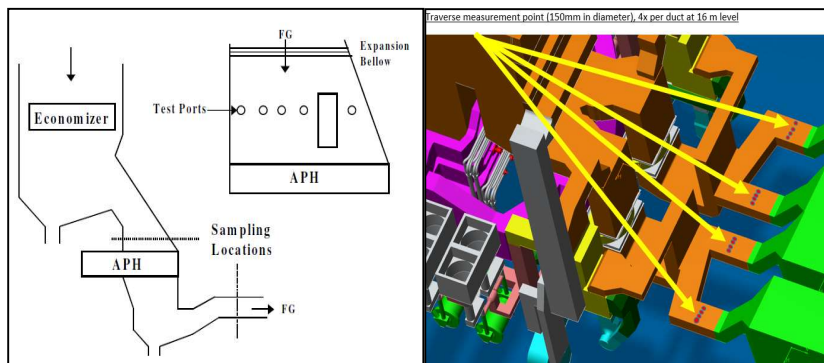 FG
Expansion
Bellow
Test Ports
APH
Economizer
Sampling
Locations
APH
FG
Traverse measurement point (150mm in diameter), 4x per duct at 16 m level